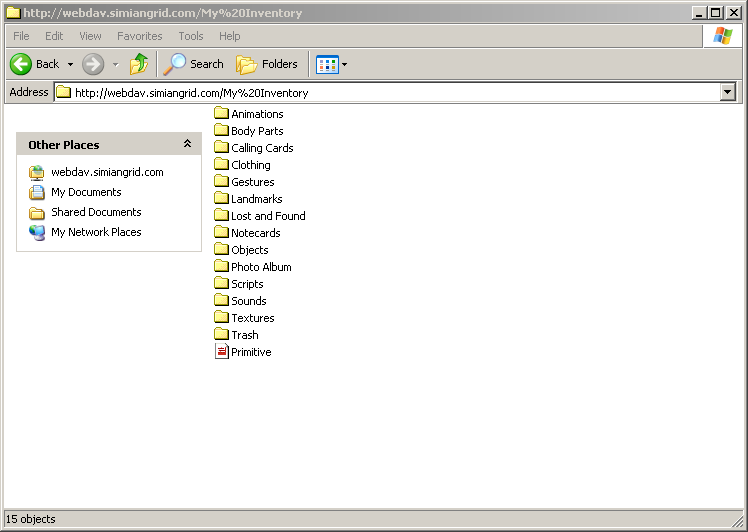 http://webdav.simiangrid.com/My%20Inventory
File Edit View Favorites Tools Help
Back Search Folders
Address http://webdav.simiangrid.com/My%20Inventory
Other Places
webdav.simiangrid.com
My Documents
Shared Documents
My Network Places
Animations
Body Parts
Calling Cards
Clothing
Gestures
Landmarks
Lost and Found
Notecards
Objects
Photo Album
Scripts
Sounds
Textures
Trash
Primitive
15 objects